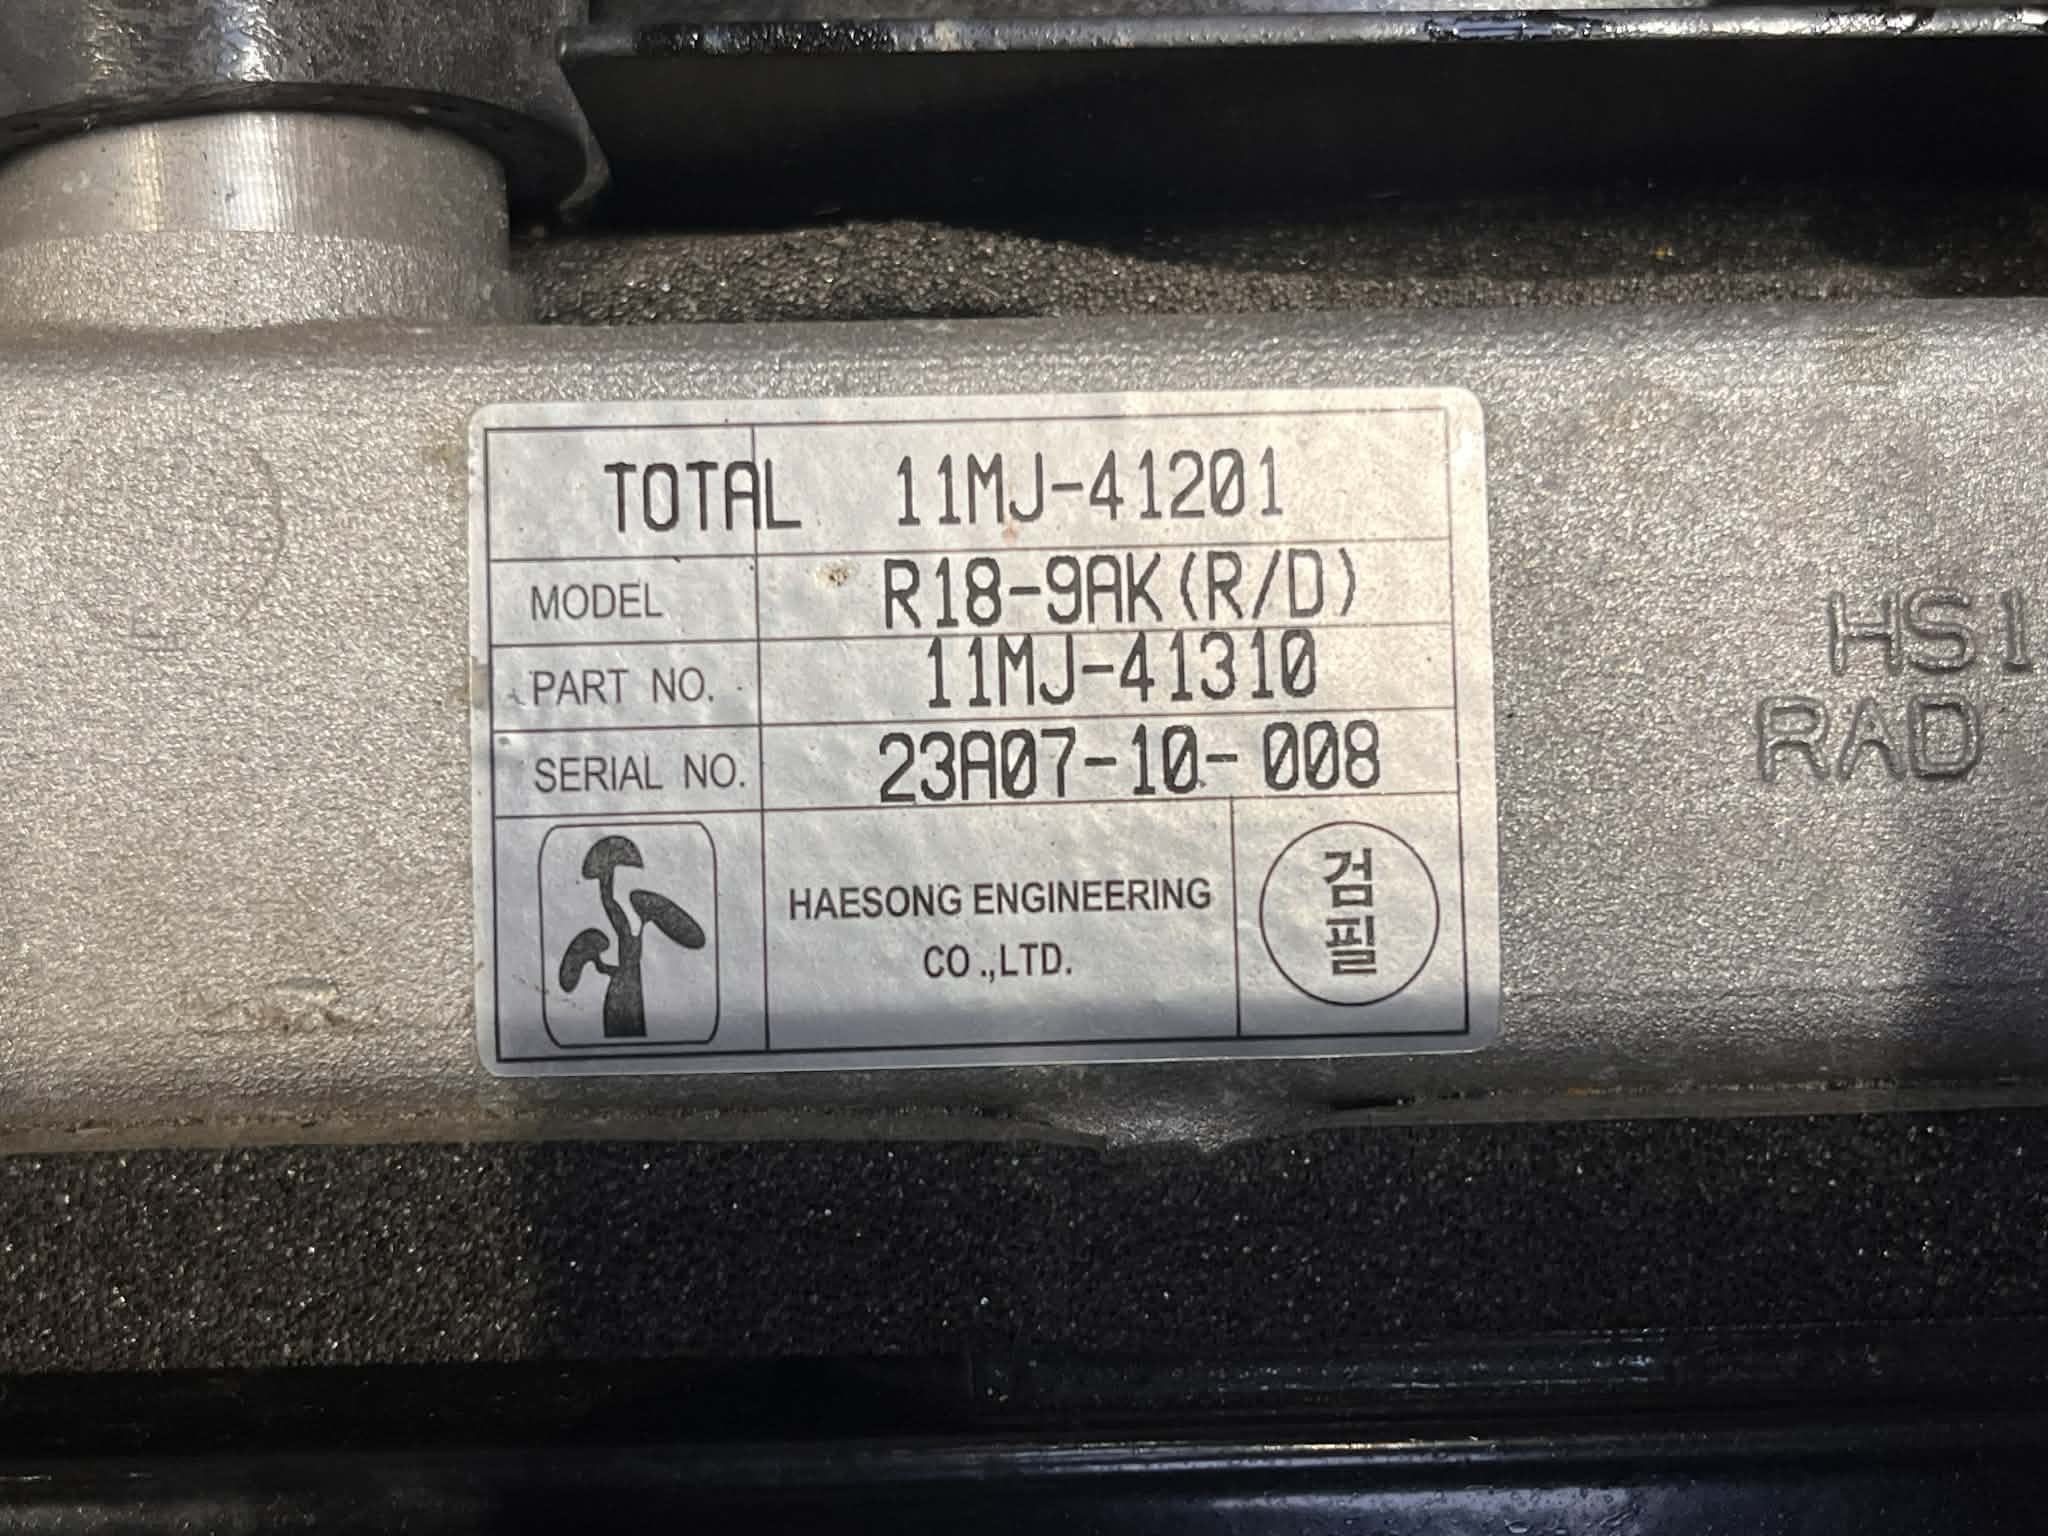 TOTAL 11MJ-41201
MODEL R18-9AK(R/D)
PART NO. 11MJ-41310
SERIAL NO. 23A07-10-008
HAESONG ENGINEERING
CO.,LTD.
검
필
HS1
RAD